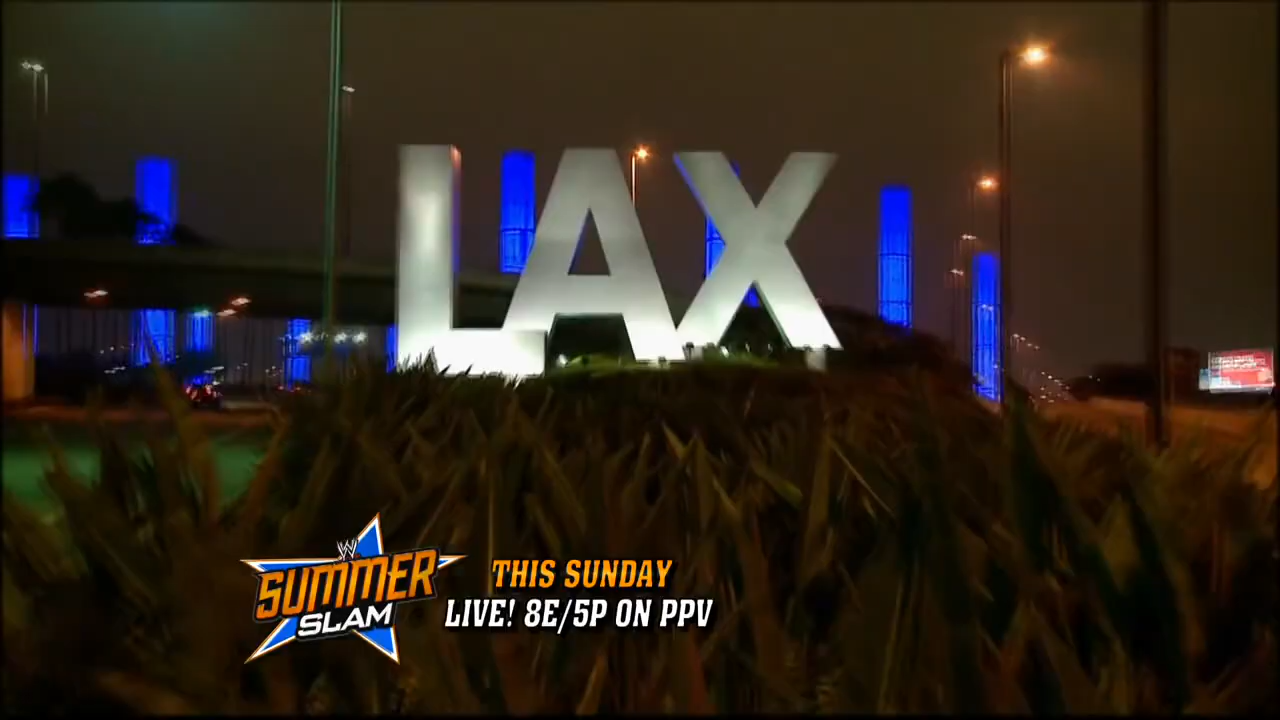 LAX
W
SUMMER
SLAM
THIS SUNDAY
LIVE! 8E/5P ON PPV